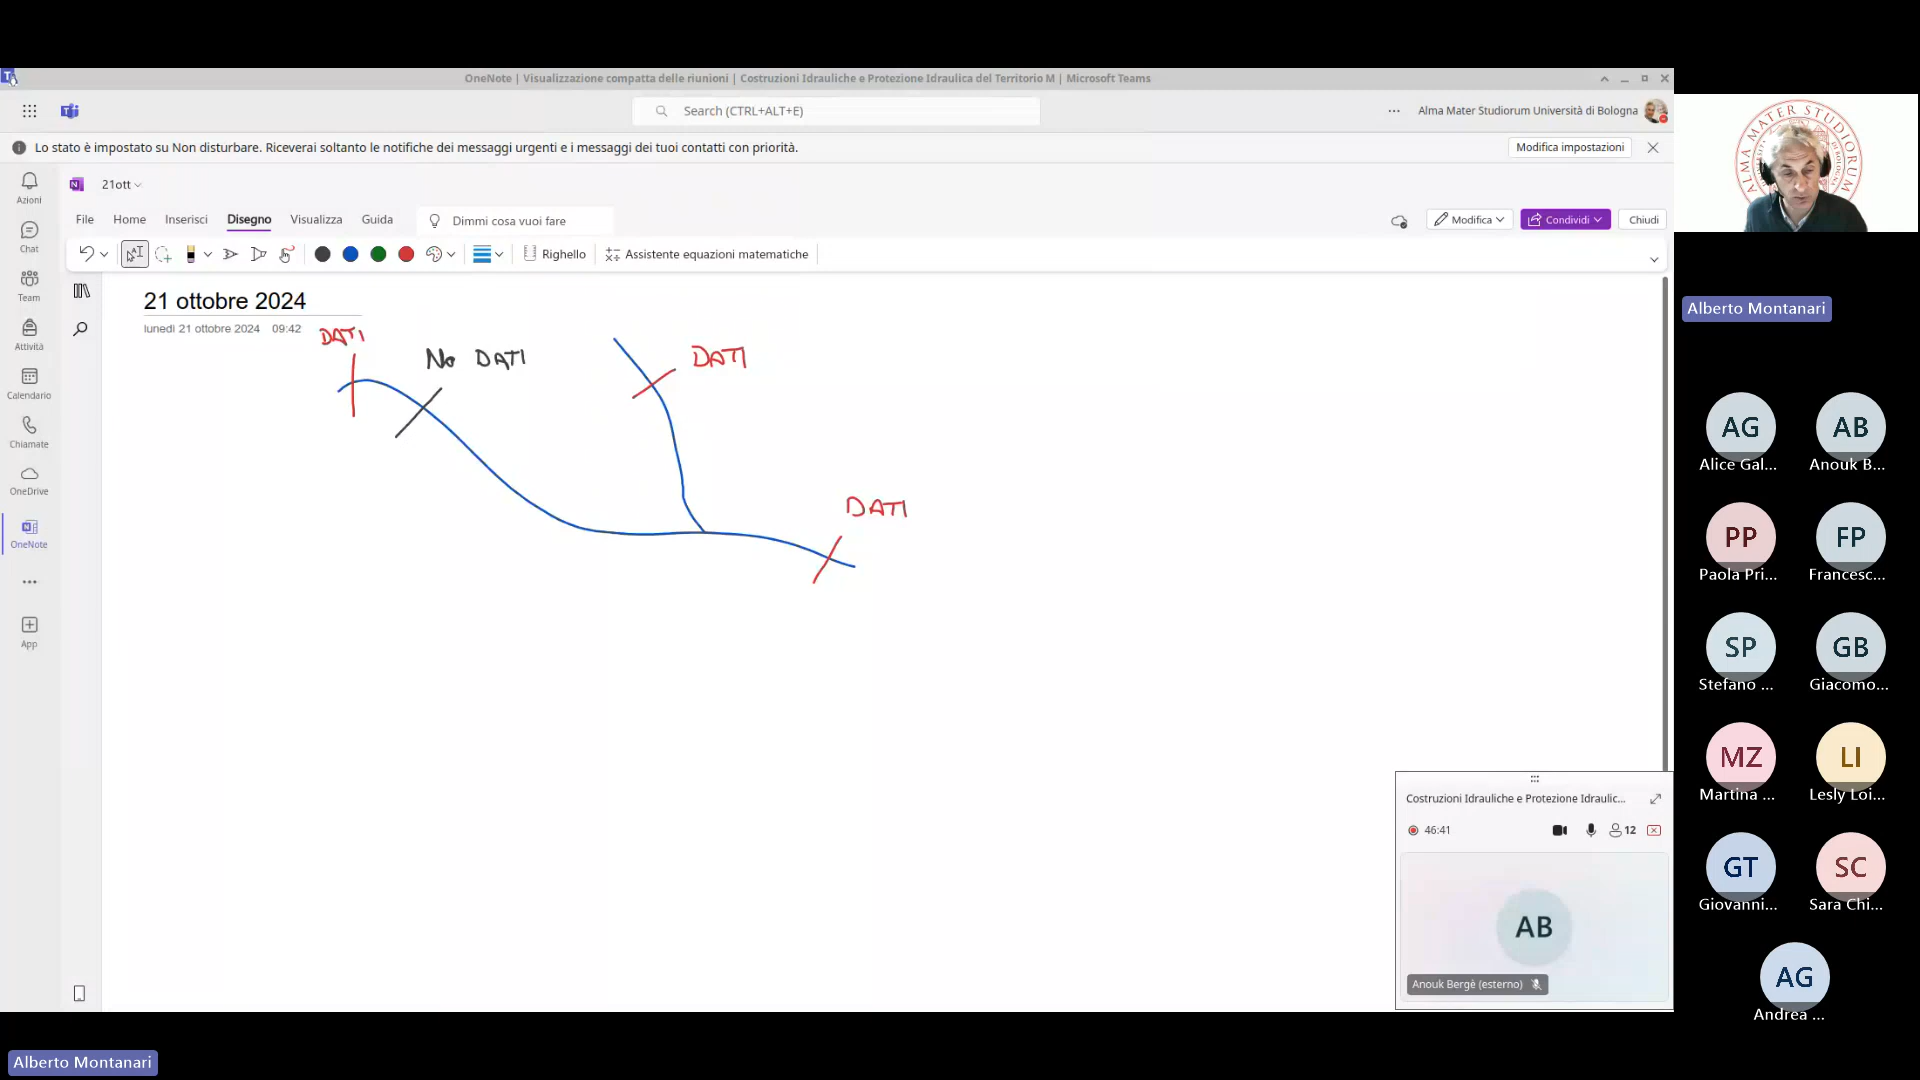 OneNote | Visualizzazione compatta delle riunioni | Costruzioni Idrauliche e Protezione Idraulica del Territorio M | Microsoft Teams
Search (CTRL+ALT+E)
Alma Mater Studiorum Università di Bologna
Lo stato è impostato su Non disturbare. Riceverai soltanto le notifiche dei messaggi urgenti e i messaggi dei tuoi contatti con priorità.
Modifica impostazioni
Azioni
Chat
Team
Attività
Calendario
Chiamate
OneDrive
OneNote
App
21ott
File Home Inserisci Disegno Visualizza Guida
Dimmi cosa vuoi fare
Modifica
Condividi
Chiudi
Righello
Assistente equazioni matematiche
21 ottobre 2024
lunedì 21 ottobre 2024 09:42
DATI
No DATI
DATI
DATI
Costruzioni Idrauliche e Protezione Idraulic...
46:41
12
AB
Anouk Bergè (esterno)
ALMA MATER STUDIORUM
Alberto Montanari
AG
Alice Gal...
AB
Anouk B...
PP
Paola Pri...
FP
Francesc...
SP
Stefano ...
GB
Giacomo...
MZ
Martina ...
LI
Lesly Loi...
GT
Giovanni...
SC
Sara Chi...
AG
Andrea ...
Alberto Montanari